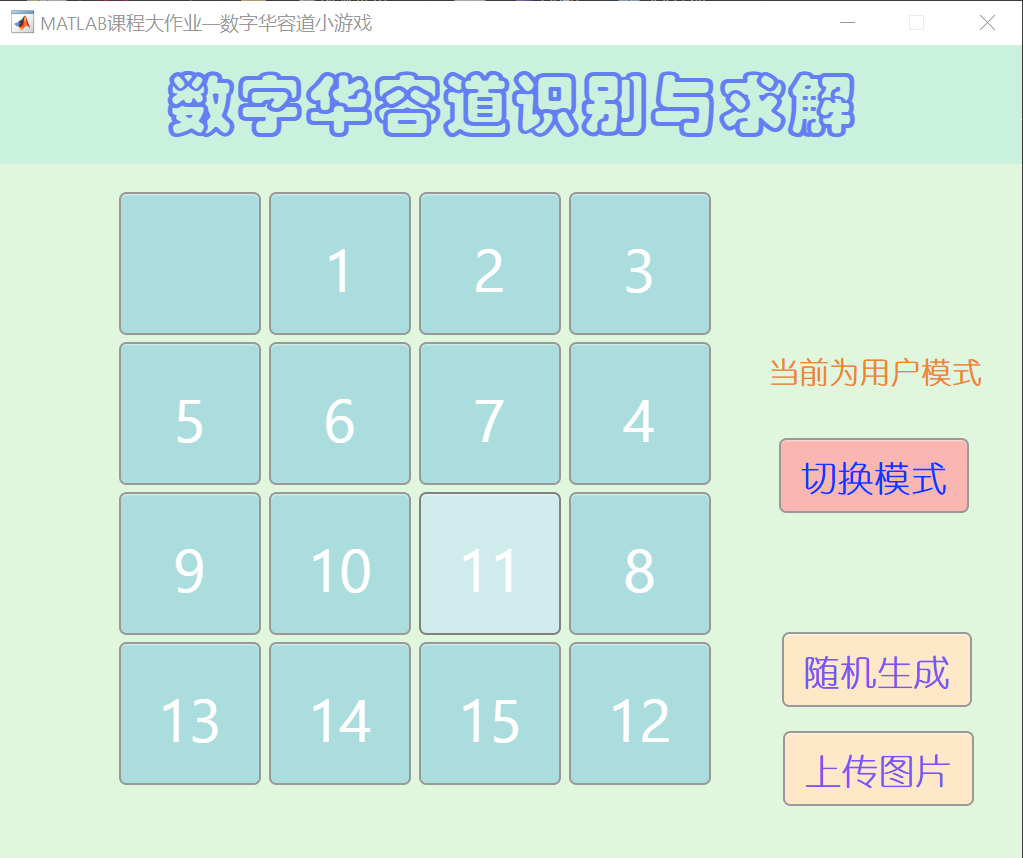 MATLAB课程大作业—数字华容道小游戏
数字华容道识别与求解
1 2 3
5 6 7 4
9 10 11 8
13 14 15 12
当前为用户模式
切换模式
随机生成
上传图片